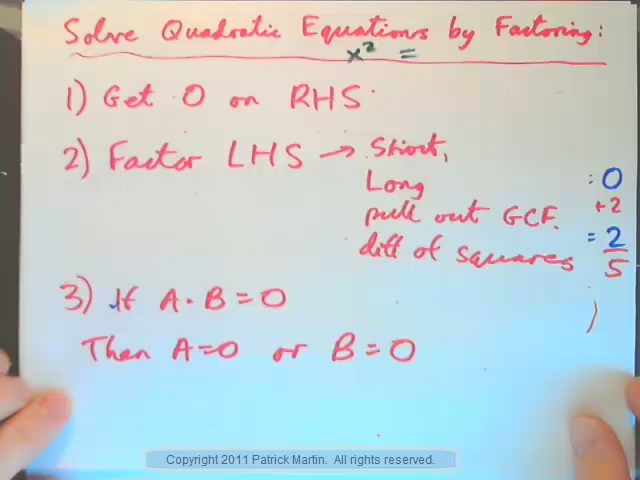 Solve Quadratic Equations by Factoring:
x² =
1) Get 0 on RHS.
2) Factor LHS → Short,
Long
pull out GCF.
diff of squares
: 0
+2
= 2
5
)
3) If A · B = 0
Then A = 0 or B = 0
Copyright 2011 Patrick Martin. All rights reserved.